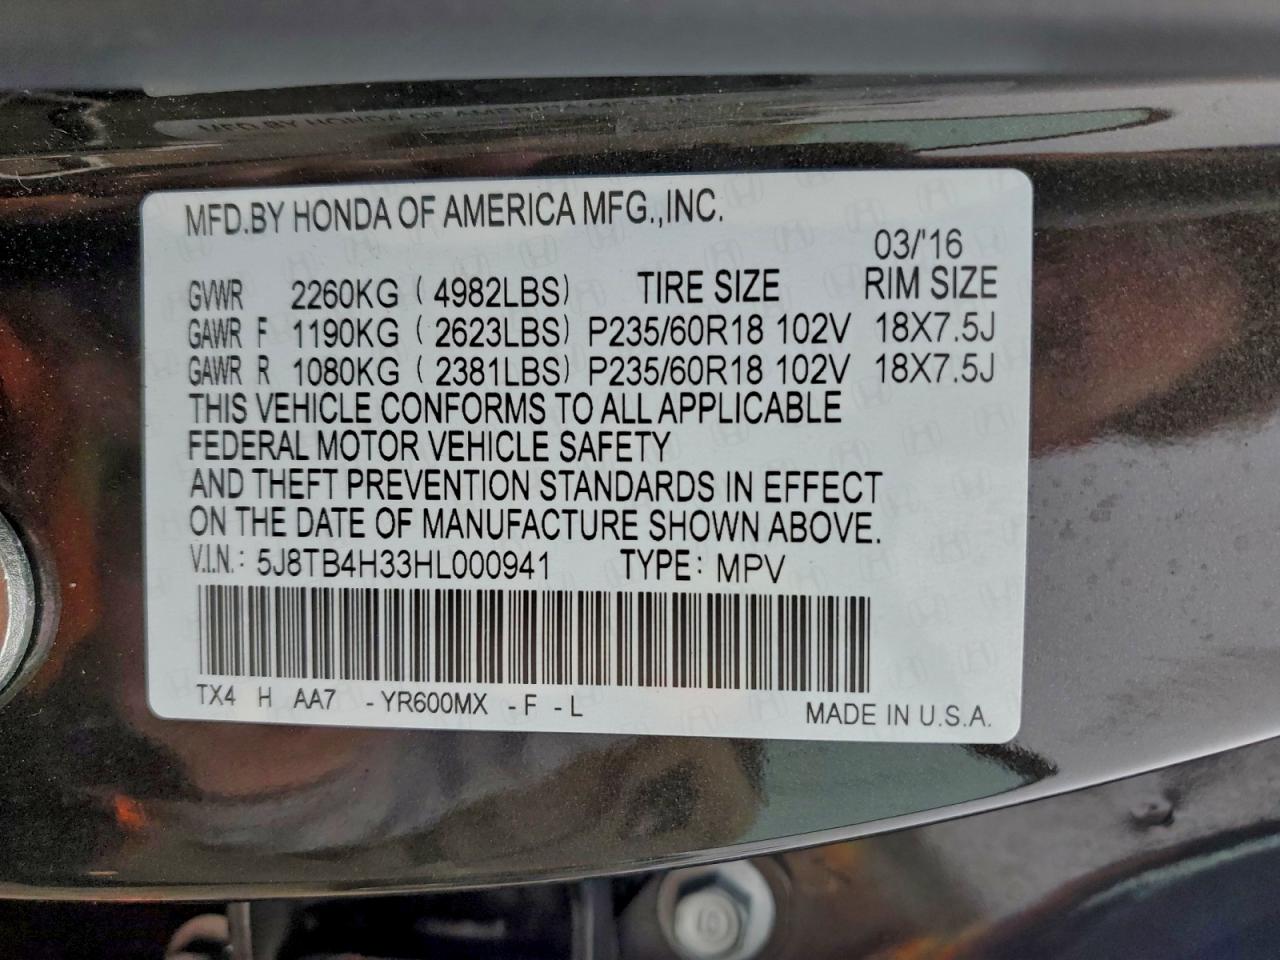 MFD.BY HONDA OF AMERICA MFG.,INC.
03/'16
GVWR 2260KG ( 4982LBS) TIRE SIZE RIM SIZE
GAWR F 1190KG ( 2623LBS) P235/60R18 102V 18X7.5J
GAWR R 1080KG ( 2381LBS) P235/60R18 102V 18X7.5J
THIS VEHICLE CONFORMS TO ALL APPLICABLE
FEDERAL MOTOR VEHICLE SAFETY
AND THEFT PREVENTION STANDARDS IN EFFECT
ON THE DATE OF MANUFACTURE SHOWN ABOVE.
V.I.N.: 5J8TB4H33HL000941 TYPE: MPV
TX4 H AA7 -YR600MX -F -L
MADE IN U.S.A.